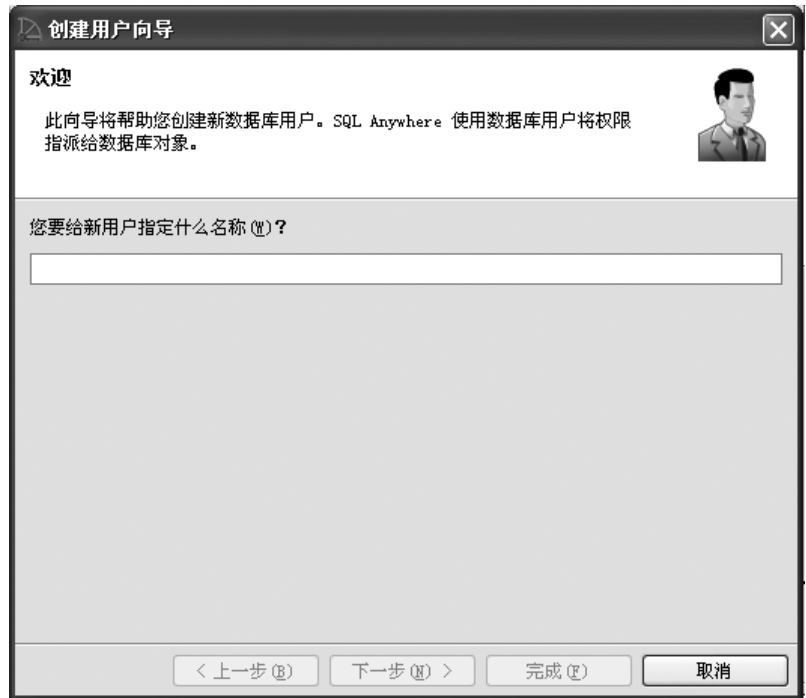 创建用户向导
欢迎
此向导将帮助您创建新数据库用户。SQL Anywhere 使用数据库用户将权限
指派给数据库对象。
您要给新用户指定什么名称(W)?
< 上一步(B)
下一步(N) >
完成(F)
取消